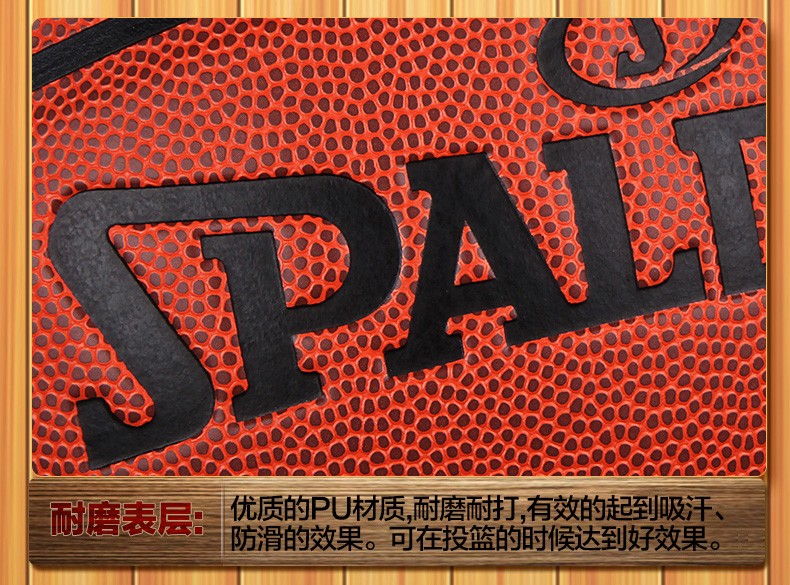 SPALD
耐磨表层:
优质的PU材质,耐磨耐打,有效的起到吸汗、
防滑的效果。可在投篮的时候达到好效果。